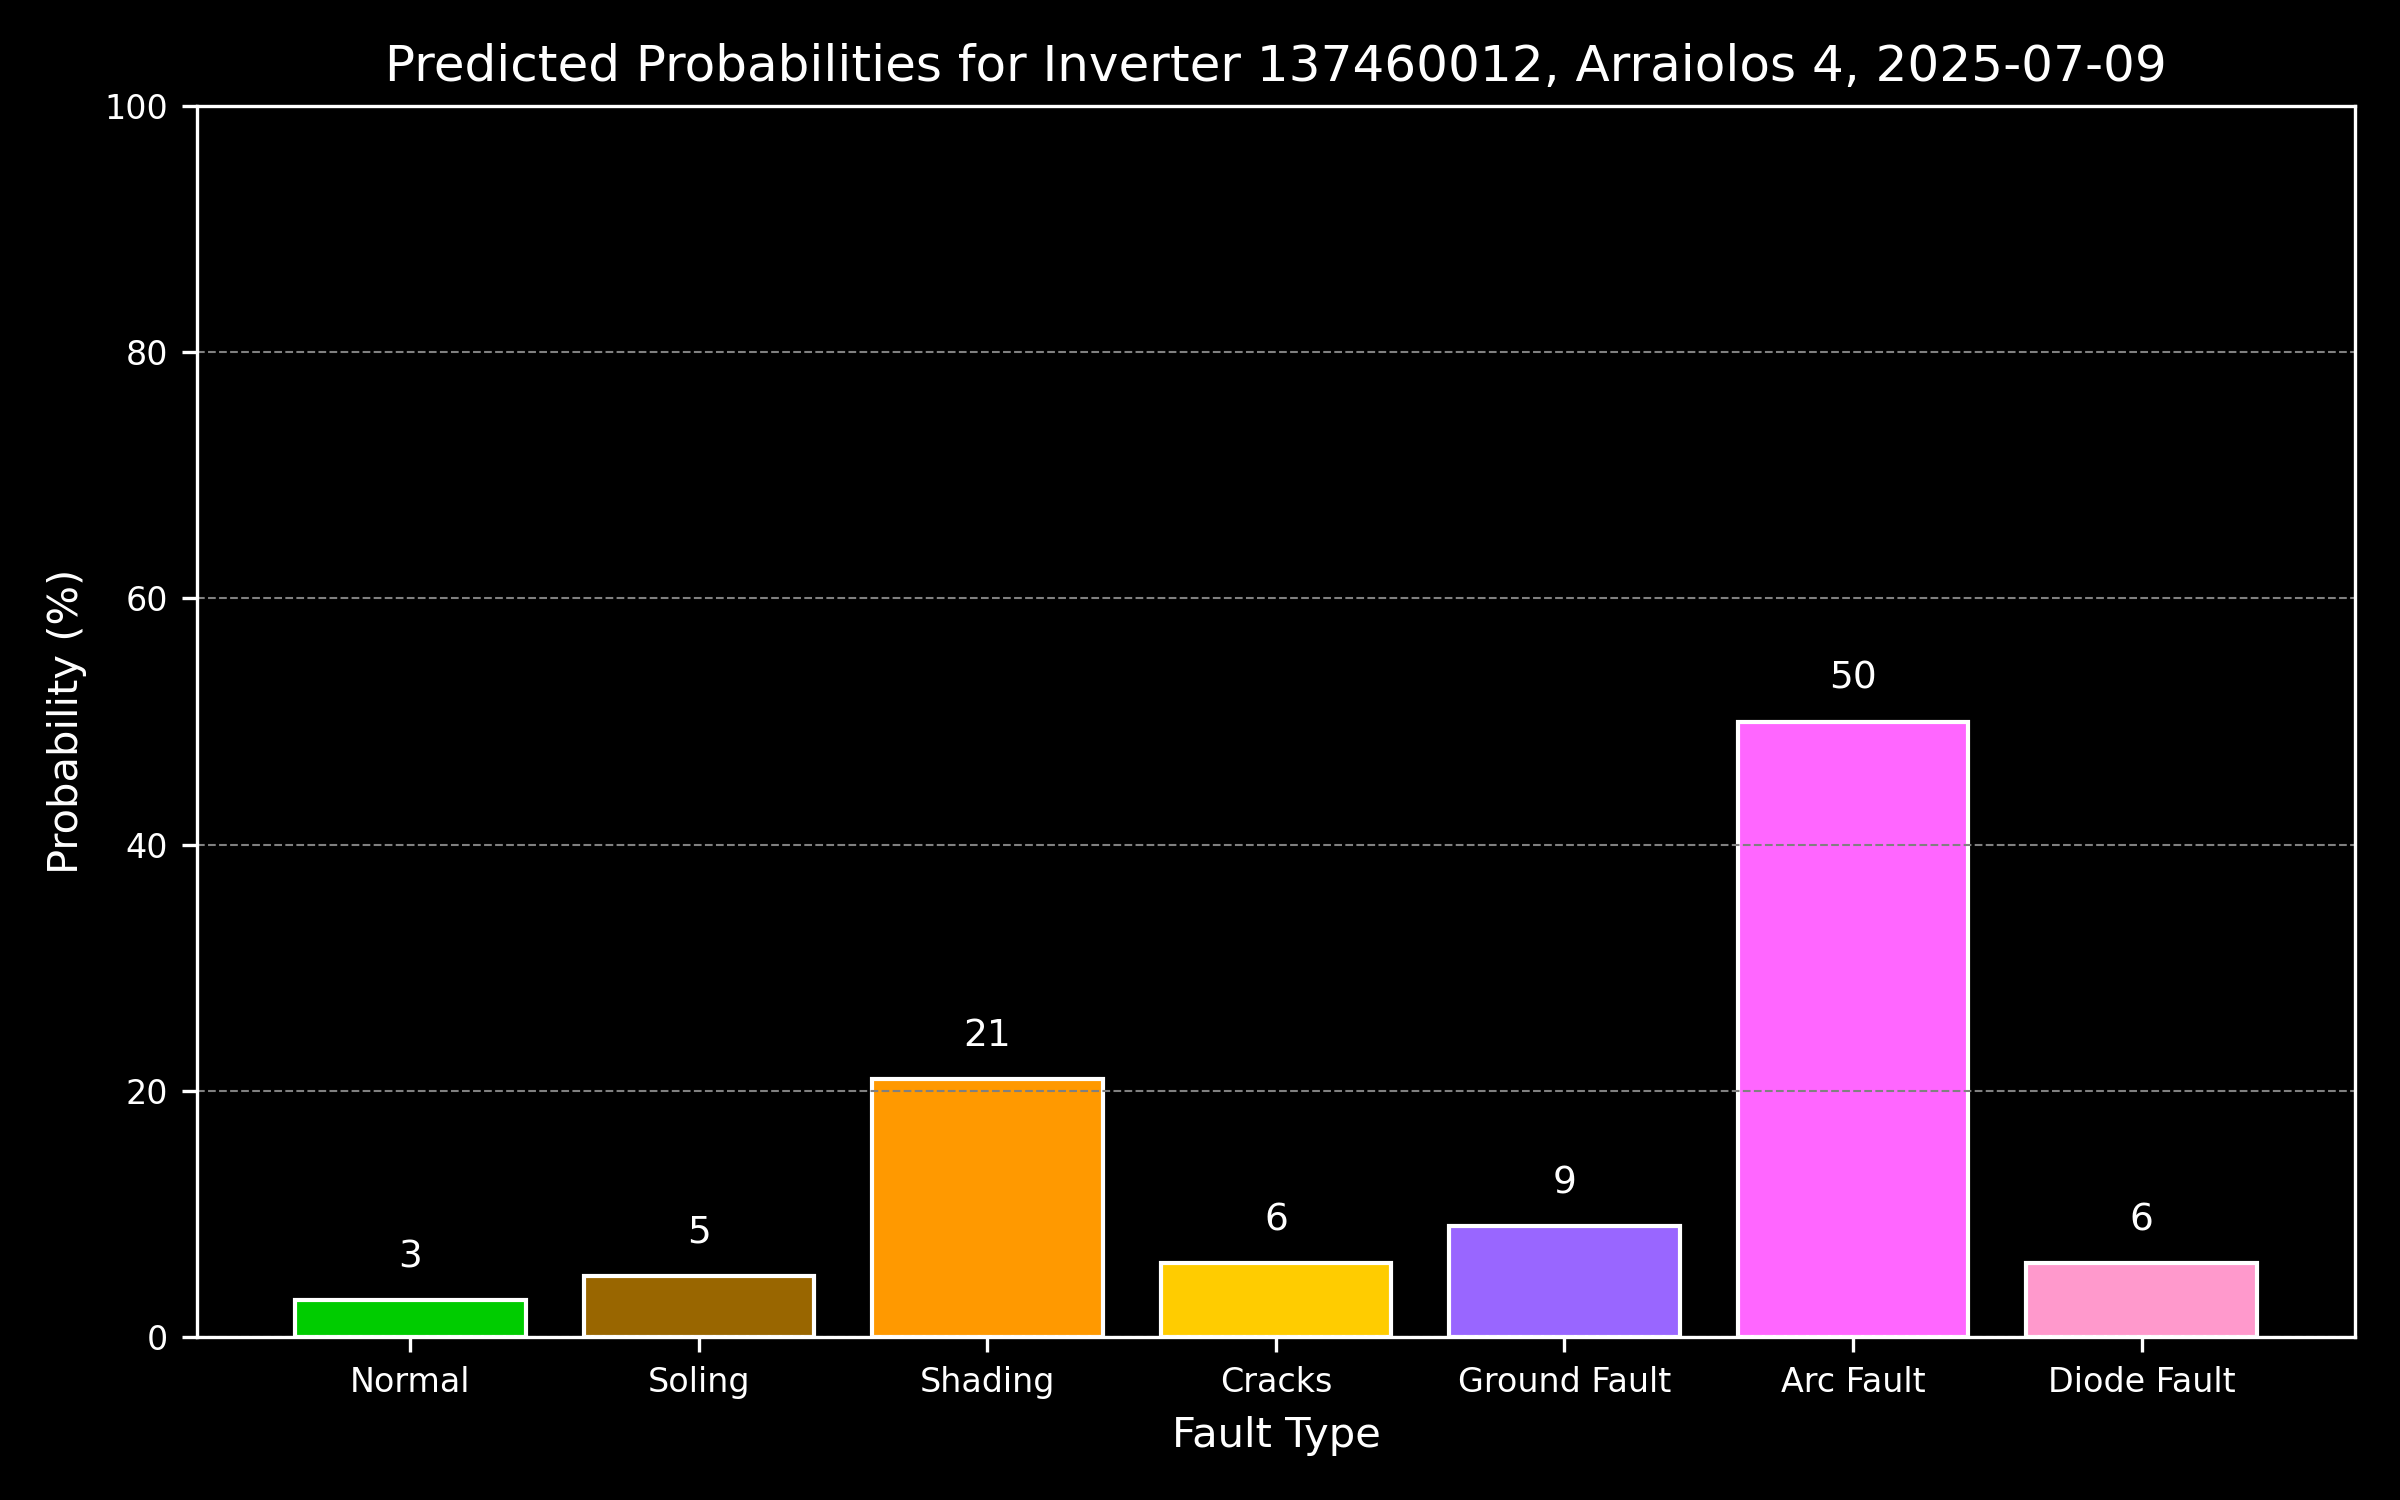 Predicted Probabilities for Inverter 137460012, Arraiolos 4, 2025-07-09
100
80
60
40
20
0
Probability (%)
3
5
21
6
9
50
6
Normal
Soling
Shading
Cracks
Ground Fault
Arc Fault
Diode Fault
Fault Type